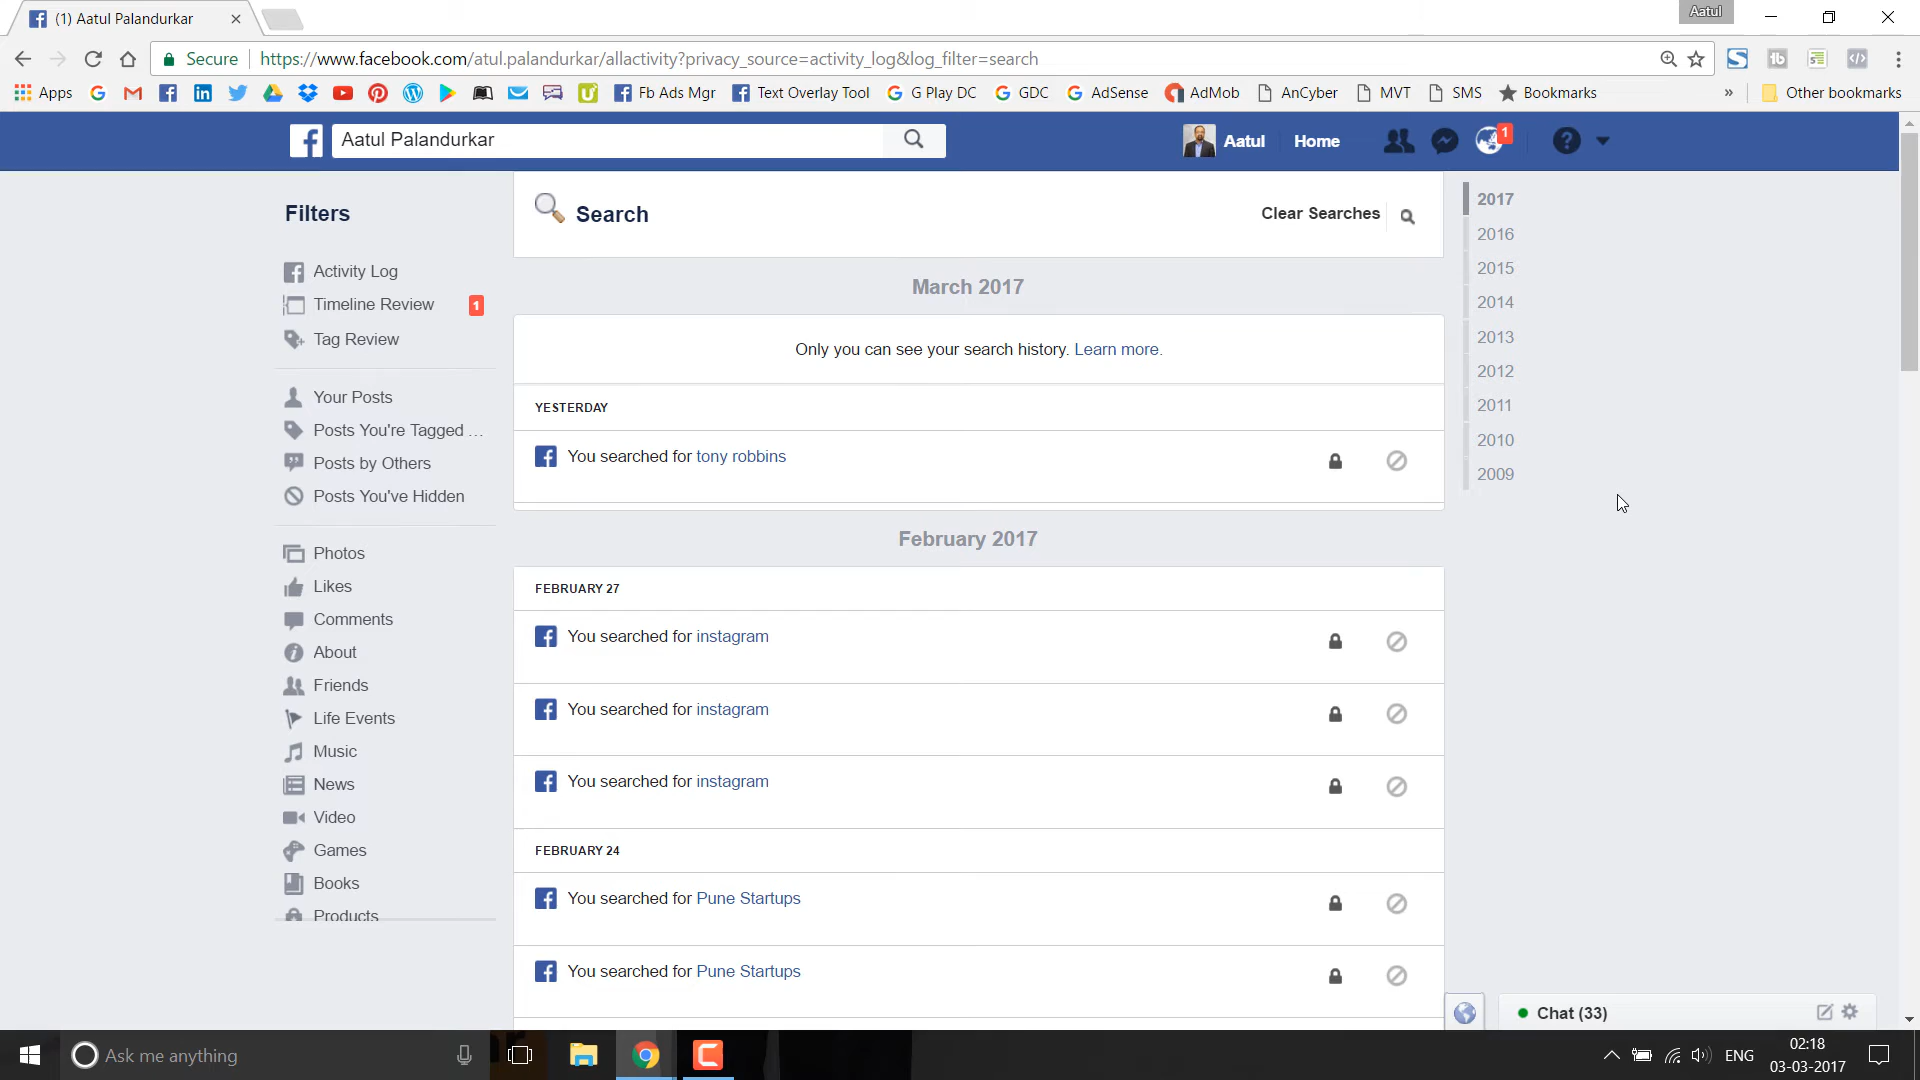 (1) Aatul Palandurkar
Aatul
Secure https://www.facebook.com/atul.palandurkar/allactivity?privacy_source=activity_log&log_filter=search
Apps Fb Ads Mgr Text Overlay Tool G Play DC GDC AdSense AdMob AnCyber MVT SMS Bookmarks » Other bookmarks
Aatul Palandurkar Aatul Home 1
Filters
Activity Log
Timeline Review 1
Tag Review
Your Posts
Posts You're Tagged ...
Posts by Others
Posts You've Hidden
Photos
Likes
Comments
About
Friends
Life Events
Music
News
Video
Games
Books
Products
Search Clear Searches
March 2017
Only you can see your search history. Learn more.
YESTERDAY
You searched for tony robbins
February 2017
FEBRUARY 27
You searched for instagram
You searched for instagram
You searched for instagram
FEBRUARY 24
You searched for Pune Startups
You searched for Pune Startups
2017
2016
2015
2014
2013
2012
2011
2010
2009
Chat (33)
Ask me anything
ENG
02:18
03-03-2017